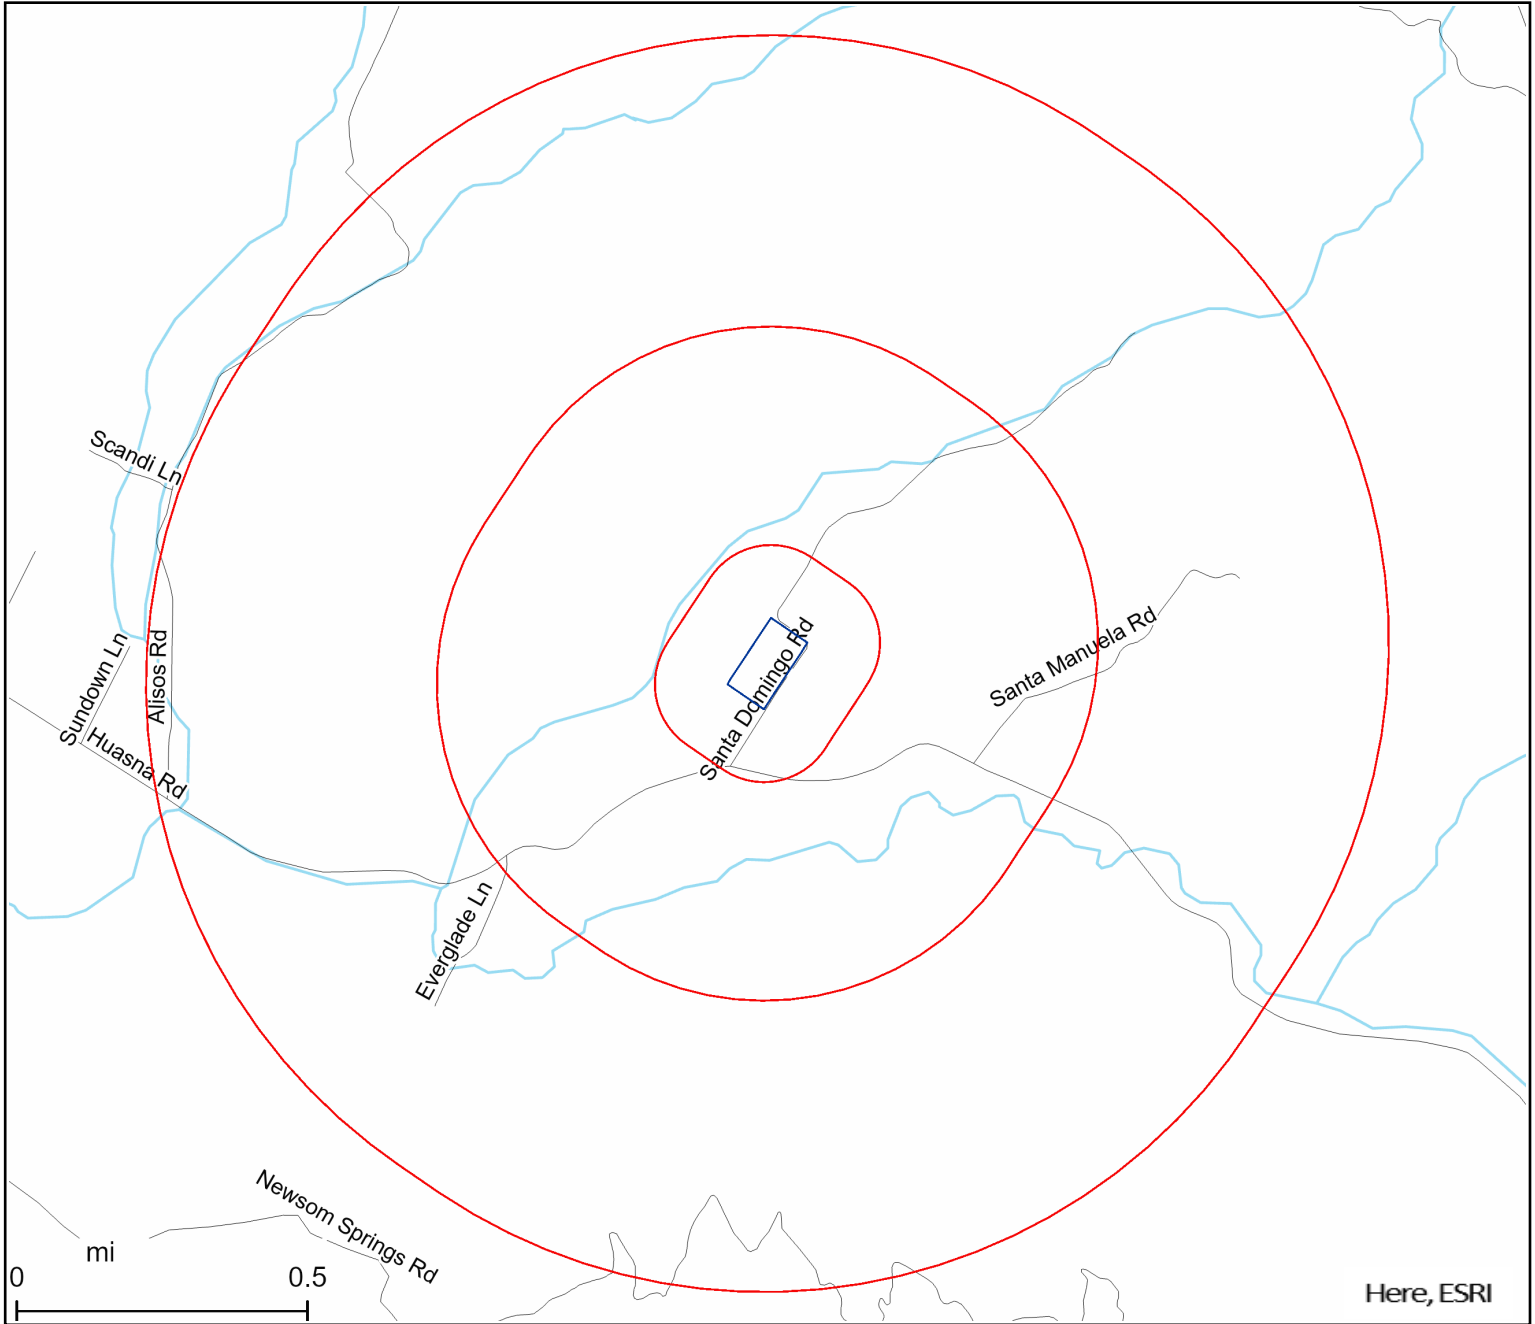 Scandi Ln
Santa Domingo Rd
Santa Manuela Rd
Sundown Ln
Alisos Rd
Huasna Rd
Everglade Ln
Newsom Springs Rd
mi
0 0.5
Here, ESRI